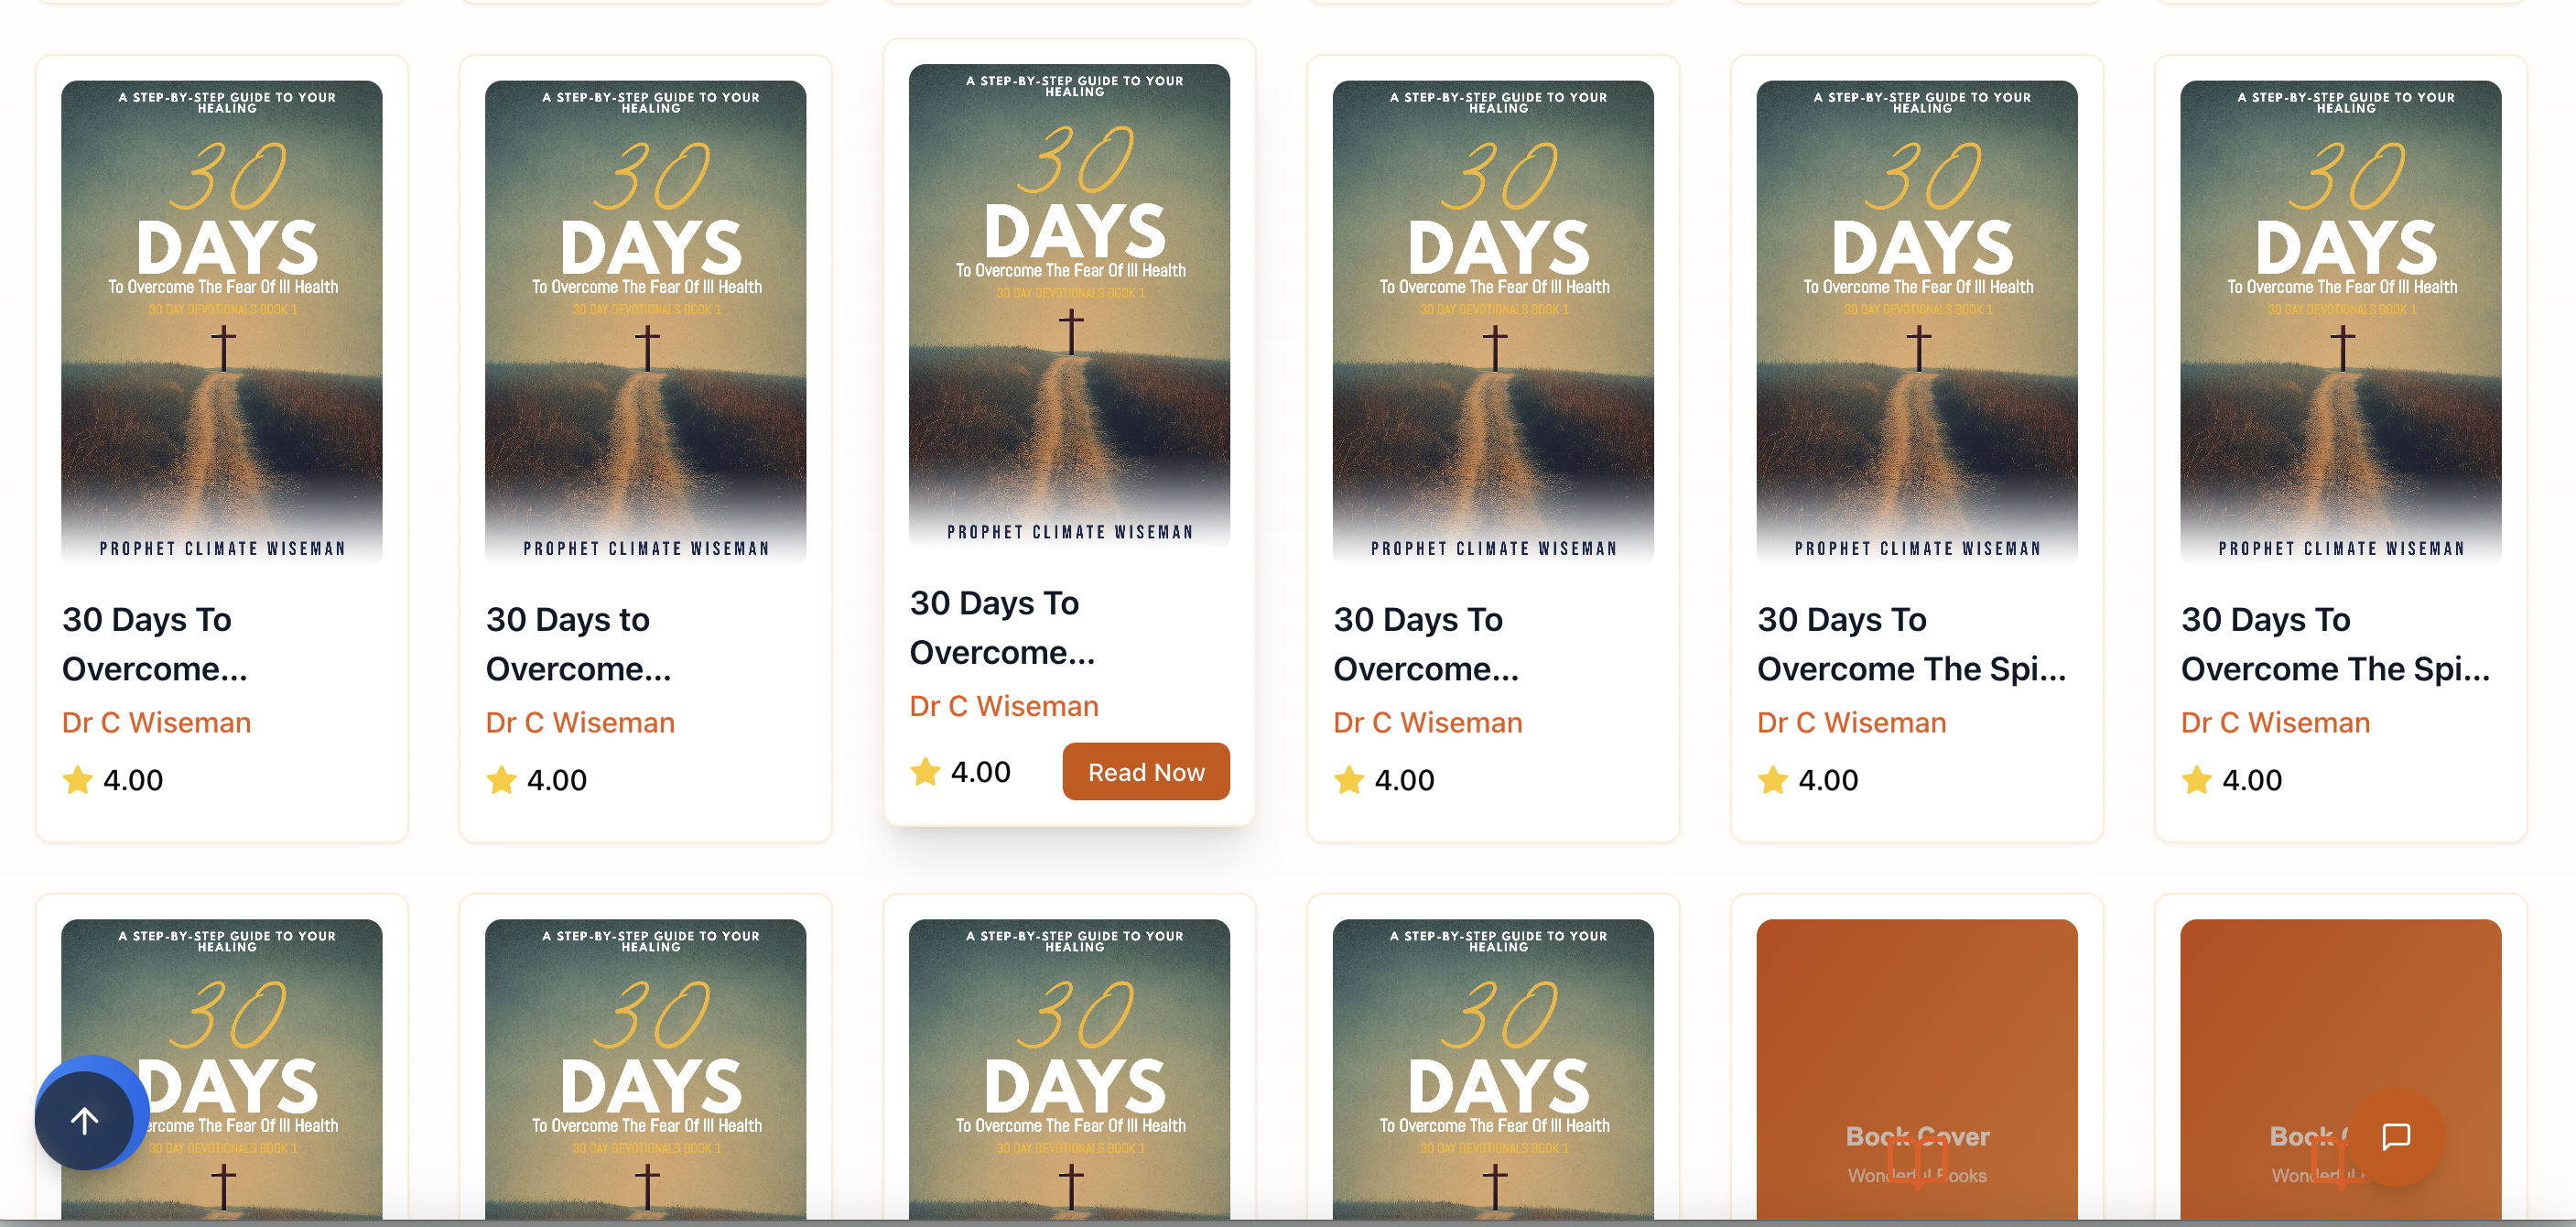 A STEP-BY-STEP GUIDE TO YOUR
HEALING
30
DAYS
To Overcome The Fear Of Ill Health
30 DAY DEVOTIONALS BOOK 1
PROPHET CLIMATE WISEMAN
30 Days To
Overcome...
Dr C Wiseman
4.00
A STEP-BY-STEP GUIDE TO YOUR
HEALING
30
DAYS
To Overcome The Fear Of Ill Health
30 DAY DEVOTIONALS BOOK 1
PROPHET CLIMATE WISEMAN
30 Days to
Overcome...
Dr C Wiseman
4.00
A STEP-BY-STEP GUIDE TO YOUR
HEALING
30
DAYS
To Overcome The Fear Of Ill Health
30 DAY DEVOTIONALS BOOK 1
PROPHET CLIMATE WISEMAN
30 Days To
Overcome...
Dr C Wiseman
4.00
Read Now
A STEP-BY-STEP GUIDE TO YOUR
HEALING
30
DAYS
To Overcome The Fear Of Ill Health
30 DAY DEVOTIONALS BOOK 1
PROPHET CLIMATE WISEMAN
30 Days To
Overcome...
Dr C Wiseman
4.00
A STEP-BY-STEP GUIDE TO YOUR
HEALING
30
DAYS
To Overcome The Fear Of Ill Health
30 DAY DEVOTIONALS BOOK 1
PROPHET CLIMATE WISEMAN
30 Days To
Overcome The Spi...
Dr C Wiseman
4.00
A STEP-BY-STEP GUIDE TO YOUR
HEALING
30
DAYS
To Overcome The Fear Of Ill Health
30 DAY DEVOTIONALS BOOK 1
PROPHET CLIMATE WISEMAN
30 Days To
Overcome The Spi...
Dr C Wiseman
4.00
A STEP-BY-STEP GUIDE TO YOUR
HEALING
30
DAYS
ercome The Fear Of Ill Health
30 DAY DEVOTIONALS BOOK 1
A STEP-BY-STEP GUIDE TO YOUR
HEALING
30
DAYS
To Overcome The Fear Of Ill Health
30 DAY DEVOTIONALS BOOK 1
A STEP-BY-STEP GUIDE TO YOUR
HEALING
30
DAYS
To Overcome The Fear Of Ill Health
30 DAY DEVOTIONALS BOOK 1
A STEP-BY-STEP GUIDE TO YOUR
HEALING
30
DAYS
To Overcome The Fear Of Ill Health
30 DAY DEVOTIONALS BOOK 1
Book Cover
Wonderful Books
Book
Wonderful